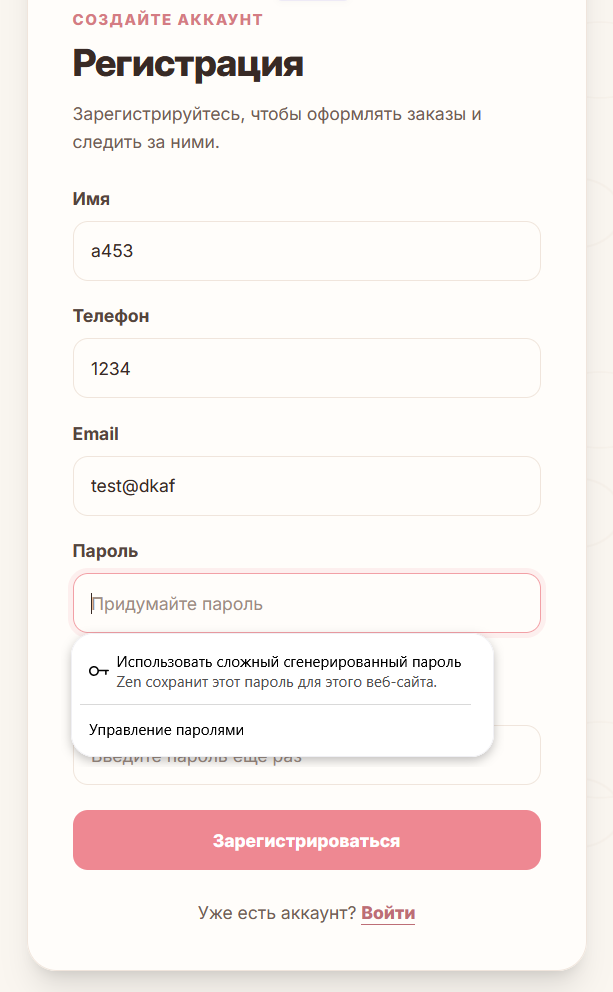 СОЗДАЙТЕ АККАУНТ
Регистрация
Зарегистрируйтесь, чтобы оформлять заказы и
следить за ними.
Имя
a453
Телефон
1234
Email
test@dkaf
Пароль
Придумайте пароль
Использовать сложный сгенерированный пароль
Zen сохранит этот пароль для этого веб-сайта.
Управление паролями
Введите пароль ещё раз
Зарегистрироваться
Уже есть аккаунт? Войти